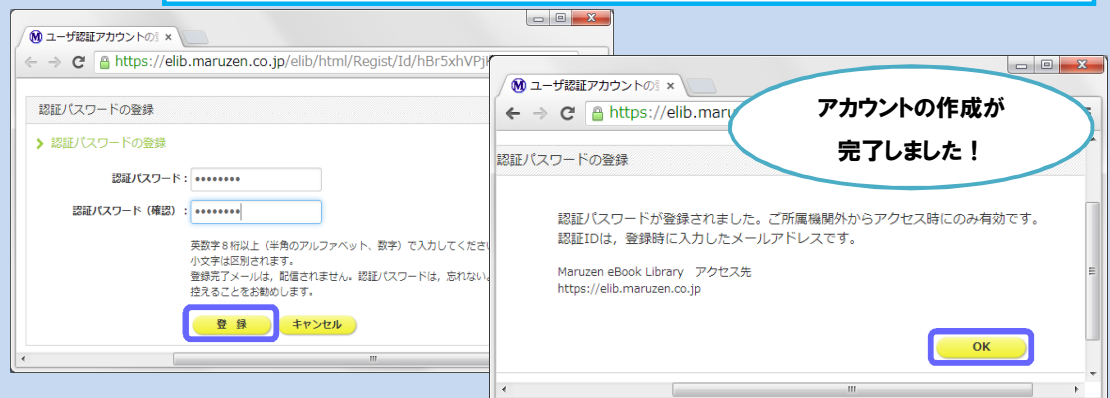 ユーザ認証アカウントの
https://elib.maruzen.co.jp/elib/html/Regist/Id/hBr5xhVPj
認証パスワードの登録
認証パスワードの登録
認証パスワード：
認証パスワード（確認）：
英数字８桁以上（半角のアルファベット、数字）で入力してくださ
小文字は区別されます。
登録完了メールは，配信されません。認証パスワードは，忘れない
控えることをお勧めします。
登 録
キャンセル
ユーザ認証アカウントの
https://elib.maru
アカウントの作成が
完了しました！
認証パスワードの登録
認証パスワードが登録されました。ご所属機関外からアクセス時にのみ有効です。
認証IDは，登録時に入力したメールアドレスです。
Maruzen eBook Library アクセス先
https://elib.maruzen.co.jp
OK